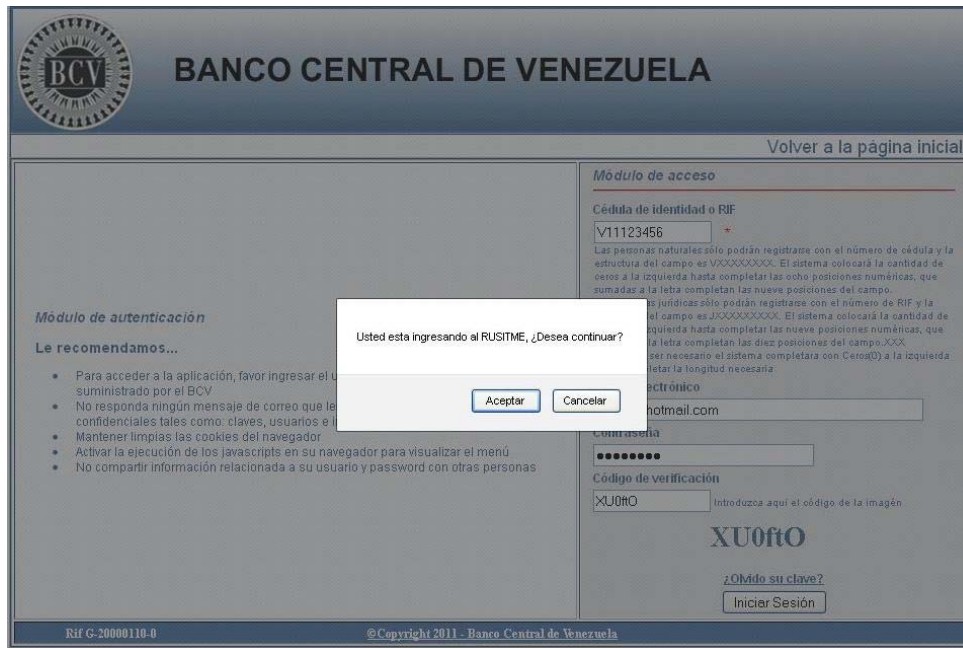 BCV
BANCO CENTRAL DE VENEZUELA
Volver a la página inicial
Módulo de autenticación
Le recomendamos...
Para acceder a la aplicación, favor ingresar el u
suministrado por el BCV
No responda ningún mensaje de correo que le
confidenciales tales como: claves, usuarios e i
Mantener limpias las cookies del navegador
Activar la ejecución de los javascripts en su navegador para visualizar el menú
No compartir información relacionada a su usuario y password con otras personas
Usted esta ingresando al RUSITME, ¿Desea continuar?
Aceptar
Cancelar
Módulo de acceso
Cédula de identidad o RIF
V11123456 *
Las personas naturales sólo podrán registrarse con el número de cédula y la
estructura del campo es VXXXXXXXX. El sistema colocará la cantidad de
ceros a la izquierda hasta completar las ocho posiciones numéricas, que
sumadas a la letra completan las nueve posiciones del campo.
as jurídicas sólo podrán registrarse con el número de RIF y la
el campo es JXXXXXXXXX. El sistema colocará la cantidad de
zquierda hasta completar las nueve posiciones numéricas, que
la letra completan las diez posiciones del campo.XXX
ser necesario el sistema completara con Ceros(0) a la izquierda
letar la longitud necesaria
ectrónico
hotmail.com
Contraseña
Código de verificación
XU0ftO Introduzca aquí el código de la imagén
XU0ftO
¿Olvido su clave?
Iniciar Sesión
Rif G-20000110-0
©Copyright 2011 - Banco Central de Venezuela